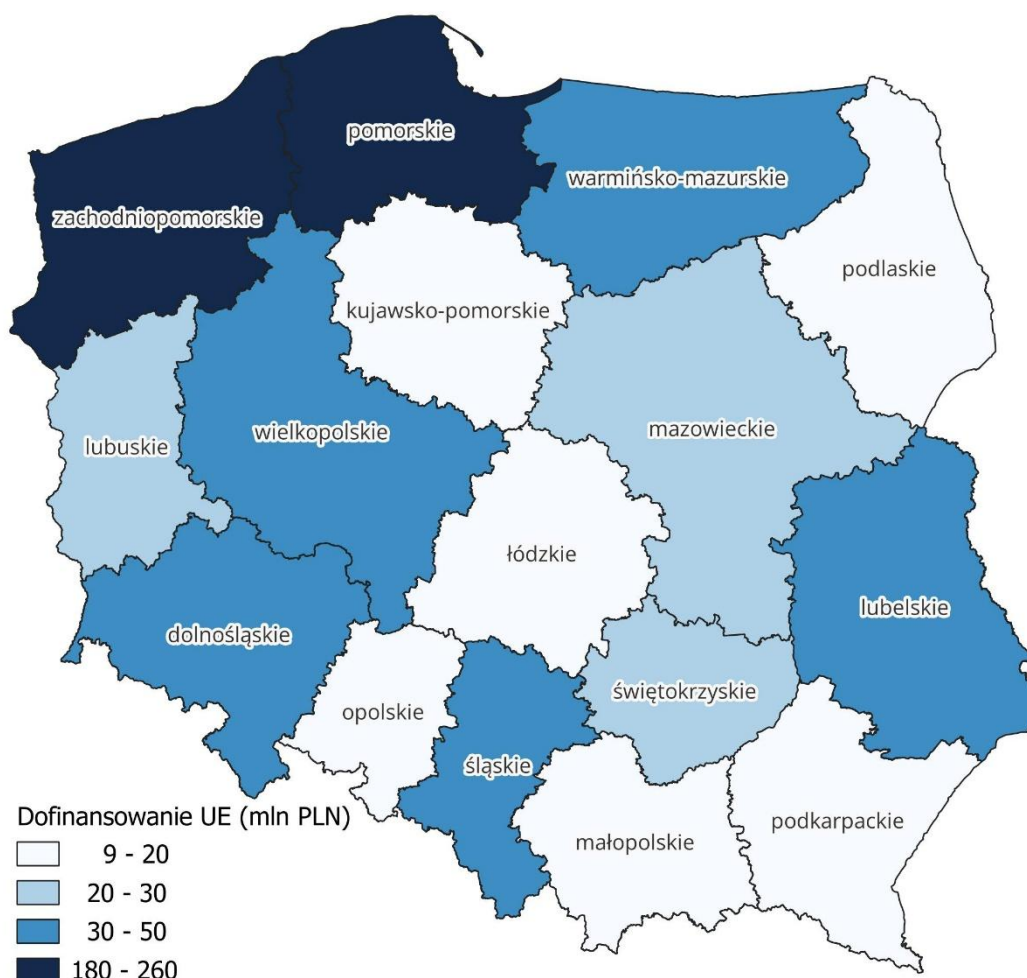 pomorskie
zachodniopomorskie
warmińsko-mazurskie
podlaskie
kujawsko-pomorskie
wielkopolskie
mazowieckie
lubuskie
łódzkie
lubelskie
dolnośląskie
świętokrzyskie
opolskie
śląskie
małopolskie
podkarpackie
Dofinansowanie UE (mln PLN)
9 - 20
20 - 30
30 - 50
180 - 260